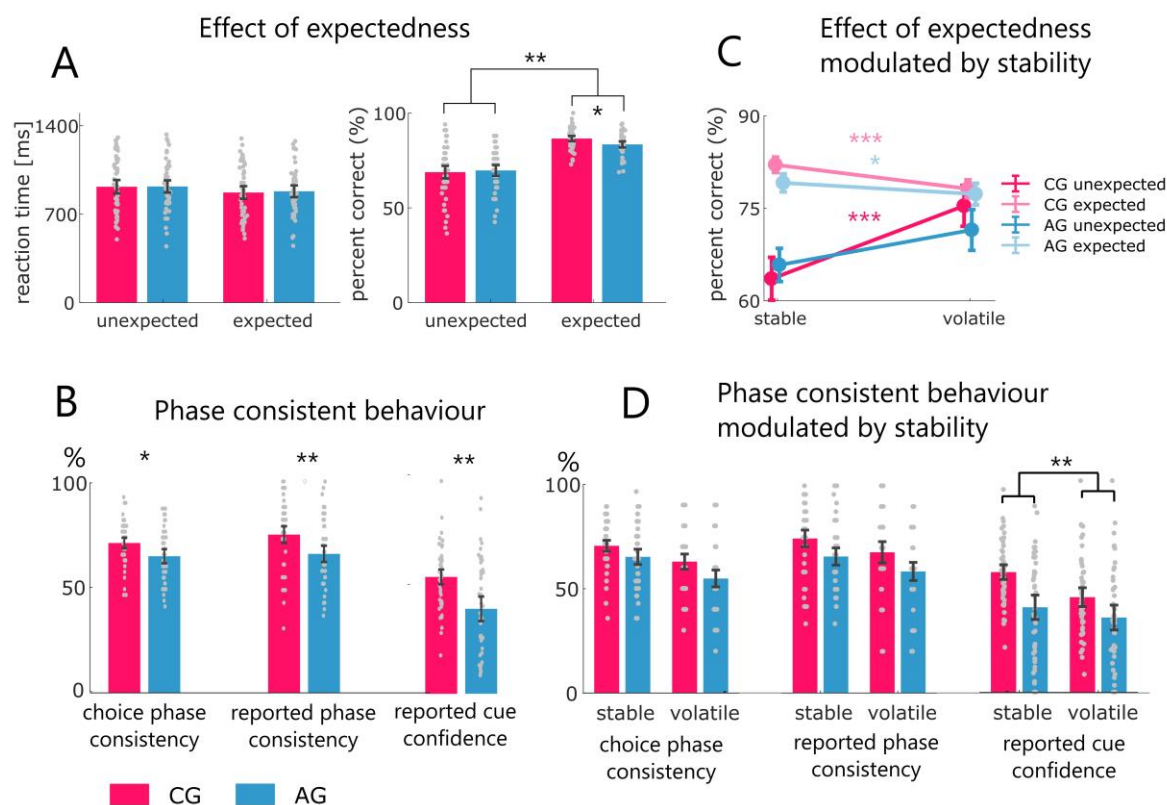 Effect of expectedness
A
**
*
reaction time [ms]
1400
700
0
unexpected
expected
percent correct (%)
100
50
0
unexpected
expected
C
Effect of expectedness
modulated by stability
percent correct (%)
90
75
60
***
*
***
stable
volatile
CG unexpected
CG expected
AG unexpected
AG expected
B
Phase consistent behaviour
%
*
**
**
100
50
0
choice phase
consistency
reported phase
consistency
reported cue
confidence
CG
AG
D
Phase consistent behaviour
modulated by stability
%
**
100
50
0
stable
volatile
choice phase
consistency
stable
volatile
reported phase
consistency
stable
volatile
reported cue
confidence